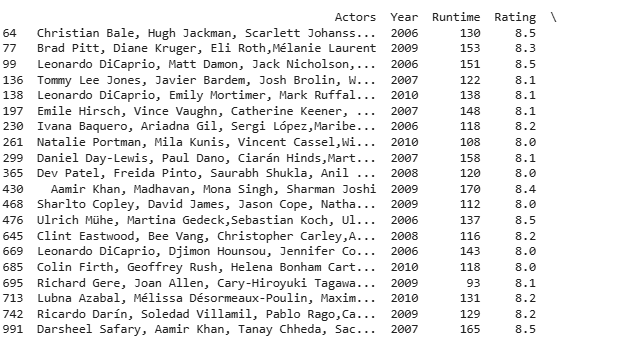 Actors Year Runtime Rating \
64 Christian Bale, Hugh Jackman, Scarlett Johanss... 2006 130 8.5
77 Brad Pitt, Diane Kruger, Eli Roth,Mélanie Laurent 2009 153 8.3
99 Leonardo DiCaprio, Matt Damon, Jack Nicholson,... 2006 151 8.5
136 Tommy Lee Jones, Javier Bardem, Josh Brolin, W... 2007 122 8.1
138 Leonardo DiCaprio, Emily Mortimer, Mark Ruffal... 2010 138 8.1
197 Emile Hirsch, Vince Vaughn, Catherine Keener, ... 2007 148 8.1
230 Ivana Baquero, Ariadna Gil, Sergi López,Maribe... 2006 118 8.2
261 Natalie Portman, Mila Kunis, Vincent Cassel,Wi... 2010 108 8.0
299 Daniel Day-Lewis, Paul Dano, Ciarán Hinds,Mart... 2007 158 8.1
365 Dev Patel, Freida Pinto, Saurabh Shukla, Anil ... 2008 120 8.0
430 Aamir Khan, Madhavan, Mona Singh, Sharman Joshi 2009 170 8.4
468 Sharlto Copley, David James, Jason Cope, Natha... 2009 112 8.0
476 Ulrich Mühe, Martina Gedeck,Sebastian Koch, Ul... 2006 137 8.5
645 Clint Eastwood, Bee Vang, Christopher Carley,A... 2008 116 8.2
669 Leonardo DiCaprio, Djimon Hounsou, Jennifer Co... 2006 143 8.0
685 Colin Firth, Geoffrey Rush, Helena Bonham Cart... 2010 118 8.0
695 Richard Gere, Joan Allen, Cary-Hiroyuki Tagawa... 2009 93 8.1
713 Lubna Azabal, Mélissa Désormeaux-Poulin, Maxim... 2010 131 8.2
742 Ricardo Darín, Soledad Villamil, Pablo Rago,Ca... 2009 129 8.2
991 Darsheel Safary, Aamir Khan, Tanay Chheda, Sac... 2007 165 8.5